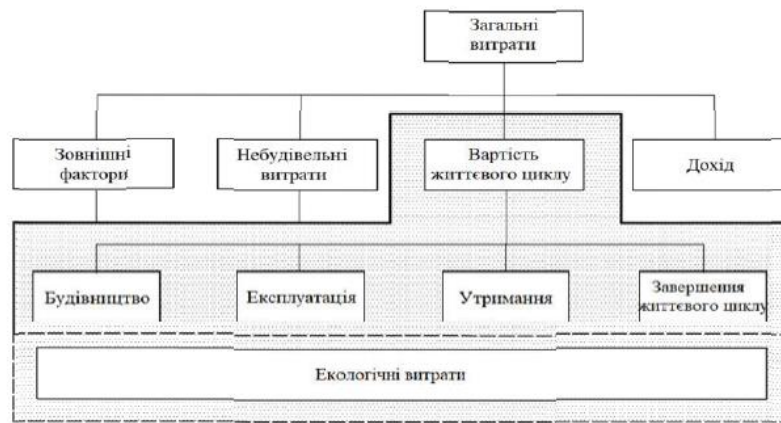 Загальні
витрати
Зовнішні
фактори
Небудівельні
витрати
Вартість
життєвого циклу
Дохід
Будівництво
Експлуатація
Утримання
Завершення
життєвого циклу
Екологічні витрати